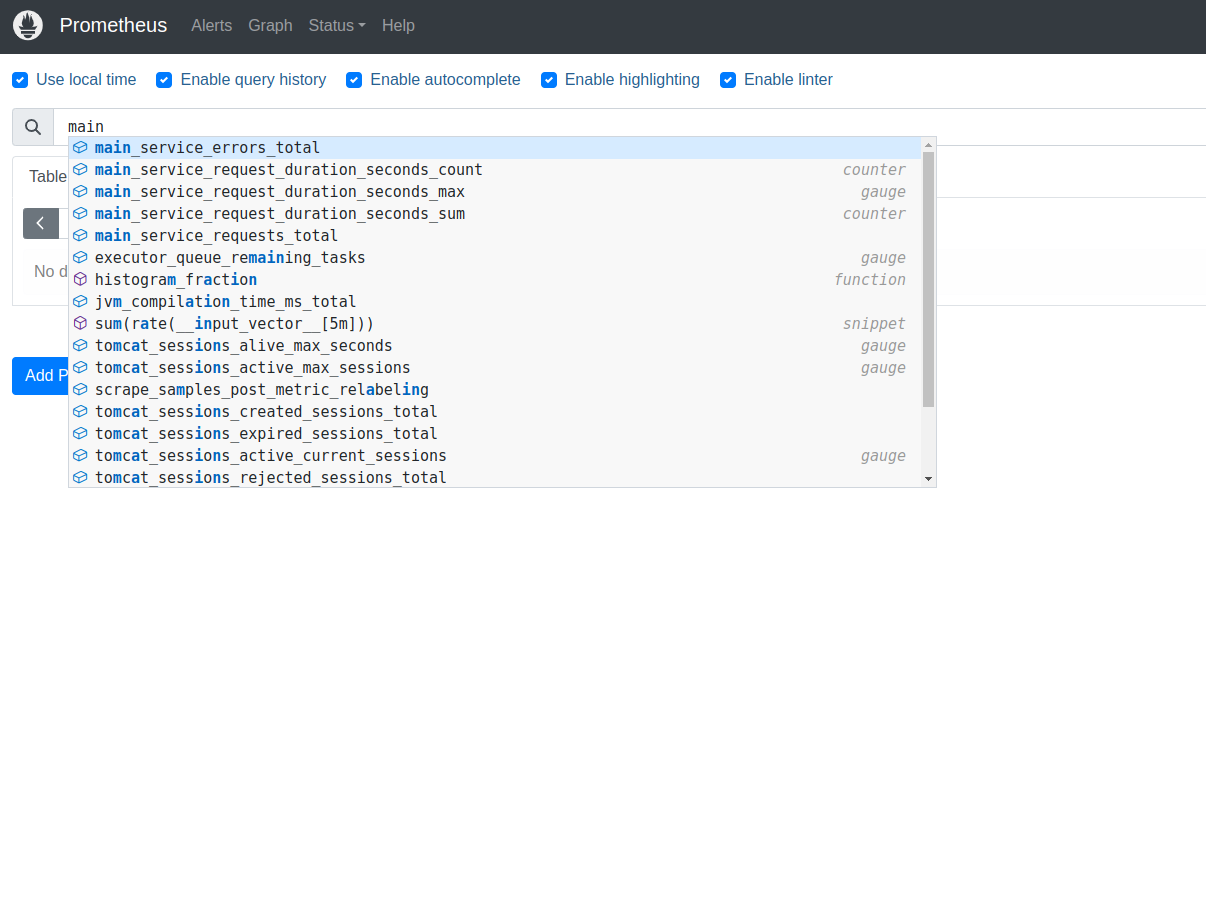 Prometheus Alerts Graph Status Help
Use local time Enable query history Enable autocomplete Enable highlighting Enable linter
main
main_service_errors_total
main_service_request_duration_seconds_count counter
main_service_request_duration_seconds_max gauge
main_service_request_duration_seconds_sum counter
main_service_requests_total
executor_queue_remaining_tasks gauge
histogram_fraction function
jvm_compilation_time_ms_total
sum(rate(__input_vector__[5m])) snippet
tomcat_sessions_alive_max_seconds gauge
tomcat_sessions_active_max_sessions gauge
scrape_samples_post_metric_relabeling
tomcat_sessions_created_sessions_total
tomcat_sessions_expired_sessions_total
tomcat_sessions_active_current_sessions gauge
tomcat_sessions_rejected_sessions_total
Table
No d
Add P